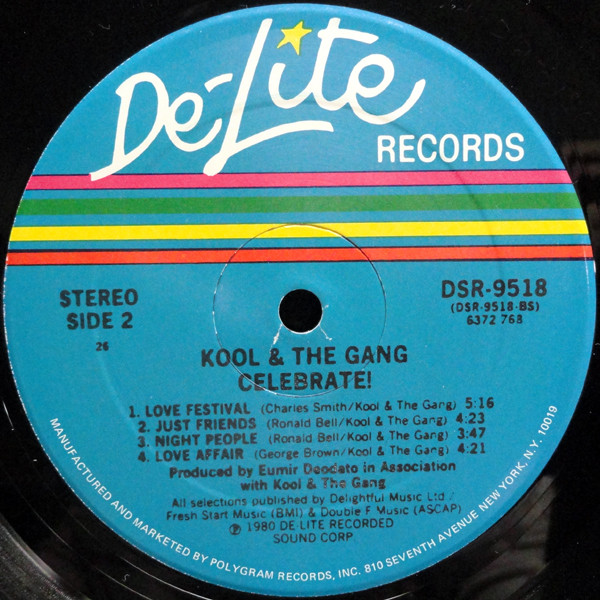 De-Lite
RECORDS
STEREO
SIDE 2
26
DSR-9518
(DSR-9518-BS)
6372 768
KOOL & THE GANG
CELEBRATE!
1. LOVE FESTIVAL (Charles Smith/Kool & The Gang) 5:16
2. JUST FRIENDS (Ronald Bell/Kool & The Gang) 4:23
3. NIGHT PEOPLE (Ronald Bell/Kool & The Gang) 3:47
4. LOVE AFFAIR (George Brown/Kool & The Gang) 4:21
Produced by Eumir Deodato in Association
with Kool & The Gang
All selections published by Delightful Music Ltd /
Fresh Start Music (BMI) & Double F Music (ASCAP)
℗ 1980 DE-LITE RECORDED
SOUND CORP
MANUFACTURED AND MARKETED BY POLYGRAM RECORDS, INC. 810 SEVENTH AVENUE NEW YORK, N.Y. 10019